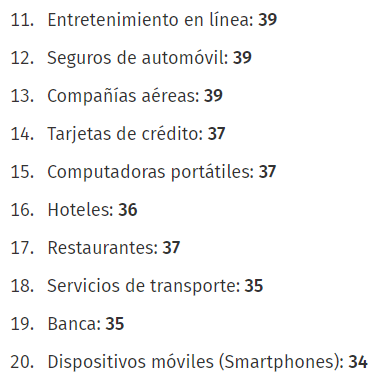 11. Entretenimiento en línea: 39
12. Seguros de automóvil: 39
13. Compañías aéreas: 39
14. Tarjetas de crédito: 37
15. Computadoras portátiles: 37
16. Hoteles: 36
17. Restaurantes: 37
18. Servicios de transporte: 35
19. Banca: 35
20. Dispositivos móviles (Smartphones): 34